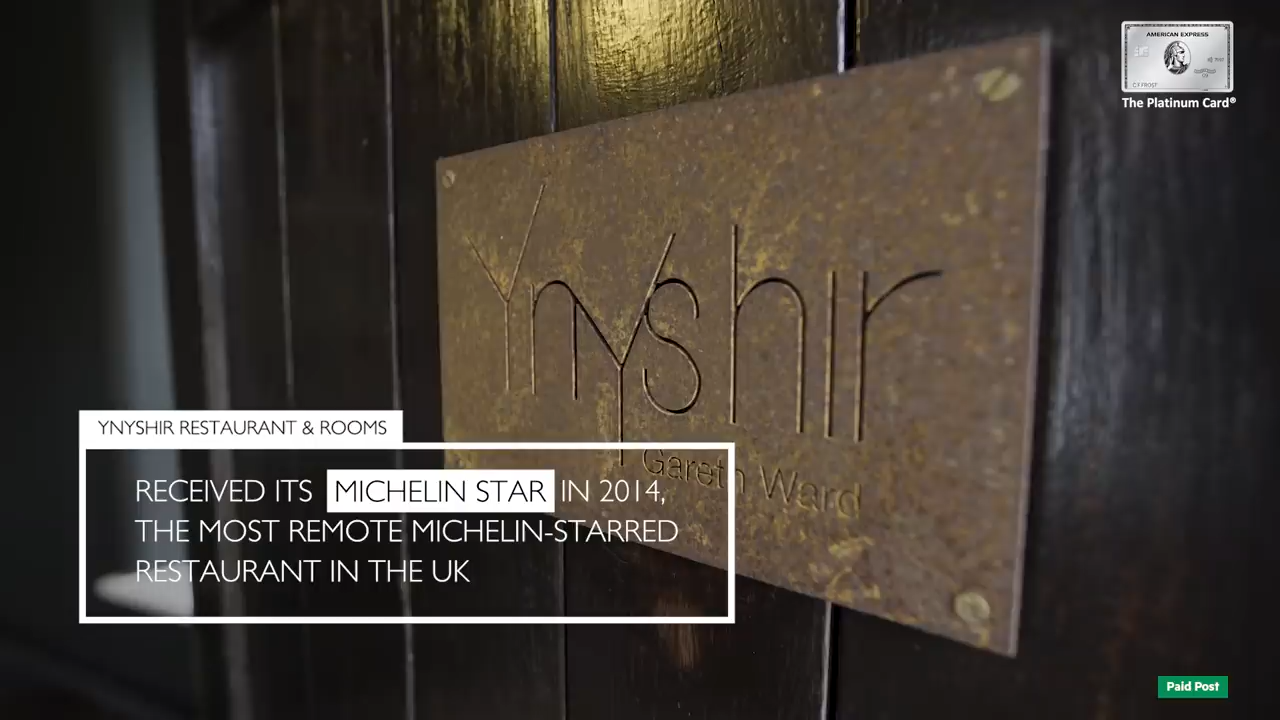 AMERICAN EXPRESS
C F FROST
The Platinum Card®
Ynyshir
Gareth Ward
YNYSHIR RESTAURANT & ROOMS
RECEIVED ITS MICHELIN STAR IN 2014,
THE MOST REMOTE MICHELIN-STARRED
RESTAURANT IN THE UK
Paid Post